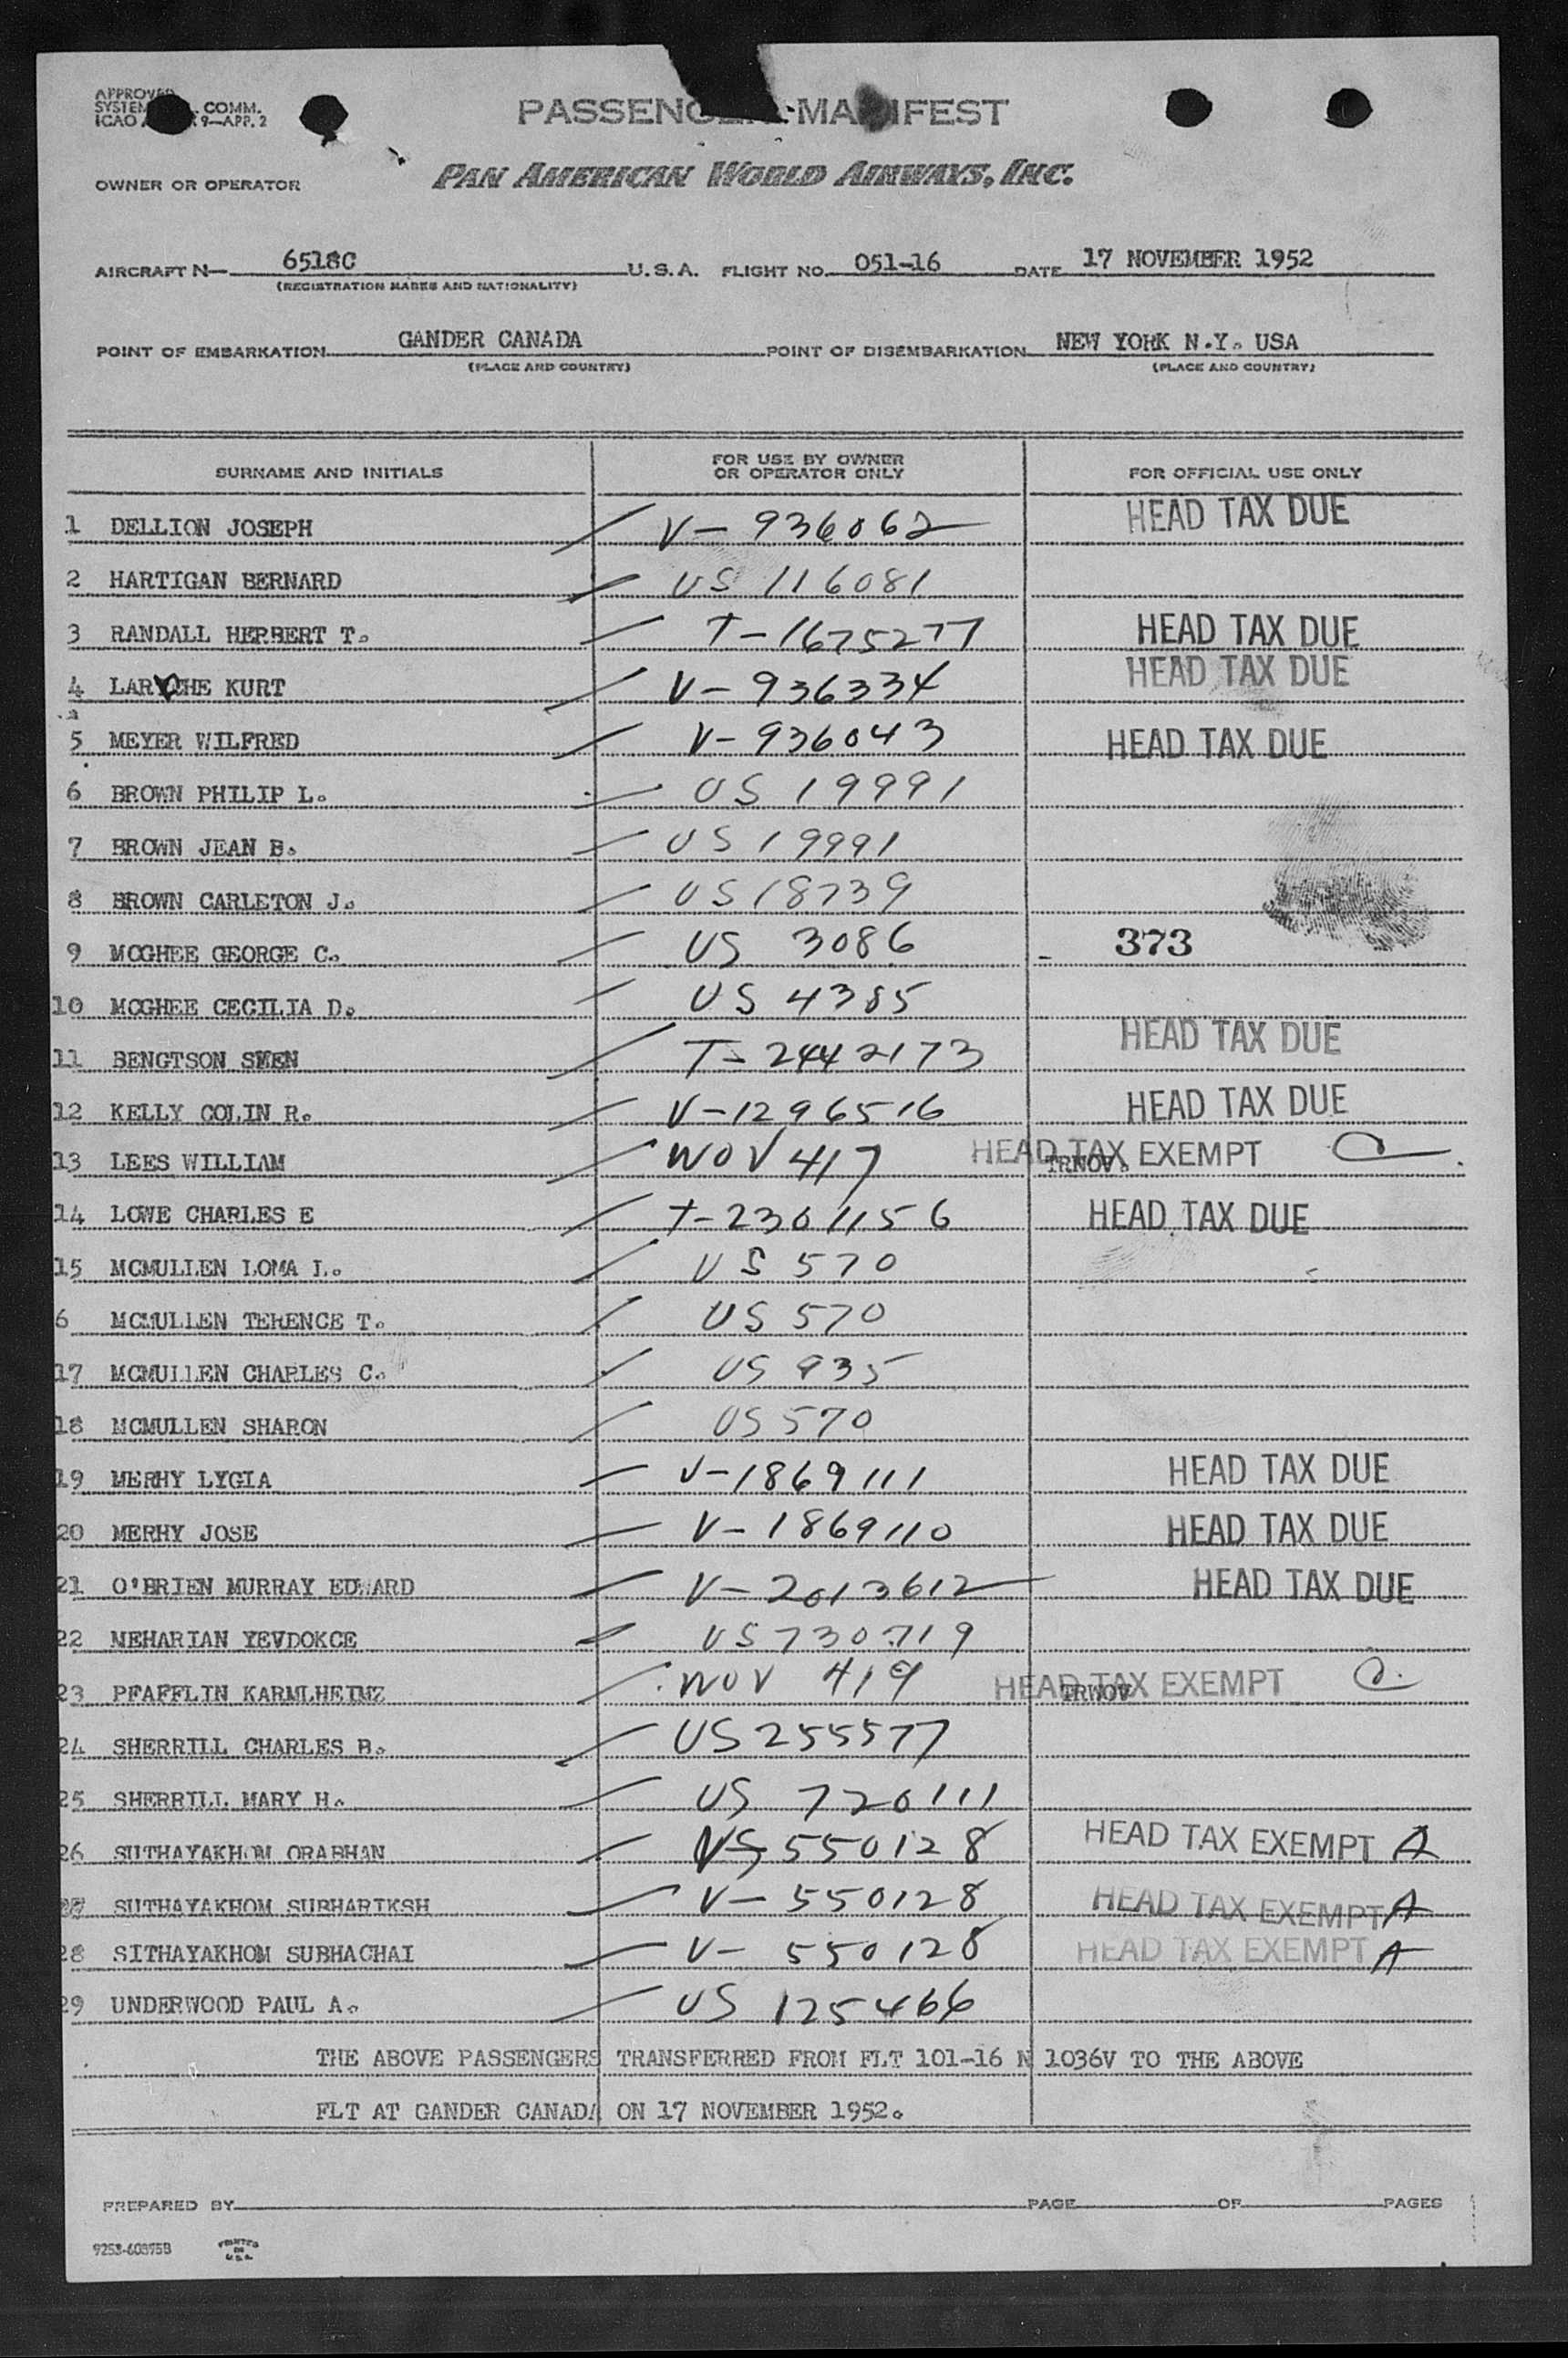 APPROVED
SYSTEM COMM.
ICAO 9—APP. 2
PASSENGER MANIFEST
OWNER OR OPERATOR PAN AMERICAN WORLD AIRWAYS, INC.
AIRCRAFT N— 6518C U.S.A. FLIGHT NO. 051-16 DATE 17 NOVEMBER 1952
(REGISTRATION MARKS AND NATIONALITY)
POINT OF EMBARKATION GANDER CANADA POINT OF DISEMBARKATION NEW YORK N.Y. USA
(PLACE AND COUNTRY) (PLACE AND COUNTRY)
SURNAME AND INITIALS FOR USE BY OWNER OR OPERATOR ONLY FOR OFFICIAL USE ONLY
1 DELLION JOSEPH V-936062 HEAD TAX DUE
2 HARTIGAN BERNARD US 116081
3 RANDALL HERBERT T. T-1675277 HEAD TAX DUE
4 KURT V-936334 HEAD TAX DUE
5 MEYER WILFRED V-936043 HEAD TAX DUE
6 BROWN PHILIP L. US 19991
7 BROWN JEAN B. US 19991
8 BROWN CARLETON J. US 18739
9 MCGHEE GEORGE C. US 3086 - 373
10 MCGHEE CECILIA D. US 4385
11 BENGTSON T-2442173 HEAD TAX DUE
12 KELLY COLIN R. V-1296516 HEAD TAX DUE
13 LEES WILLIAM WOV 417 HEAD TAX EXEMPT
14 LOWE CHARLES E T-2301156 HEAD TAX DUE
15 MCMULLEN LOMA L. US 570
6 MCMULLEN TERENCE T. US 570
17 MCMULLEN CHARLES C. US 935
18 MCMULLEN SHARON US 570
19 MERHY LYGIA V-1869111 HEAD TAX DUE
20 MERHY JOSE V-1869110 HEAD TAX DUE
21 O'BRIEN MURRAY EDWARD V-2013612 HEAD TAX DUE
22 MEHARIAN YEVDOKCE US 730719
23 PFAFFLIN KARMLHEINZ WOV 419 HEAD TAX EXEMPT
24 SHERRILL CHARLES B. US 255577
25 SHERRILL MARY H. US 720111
26 SUTHAYAKHOM ORABHAN 550128 HEAD TAX EXEMPT A
27 SUTHAYAKHOM SUBHARIKSH V-550128 HEAD TAX EXEMPT A
28 SITHAYAKHOM SUBHACHAI V-550128 HEAD TAX EXEMPT A
29 UNDERWOOD PAUL A. US 125466
THE ABOVE PASSENGERS TRANSFERRED FROM FLT 101-16 N 1036V TO THE ABOVE
FLT AT GANDER CANADA ON 17 NOVEMBER 1952.
PREPARED BY PAGE OF PAGES
PRINTED IN U.S.A.